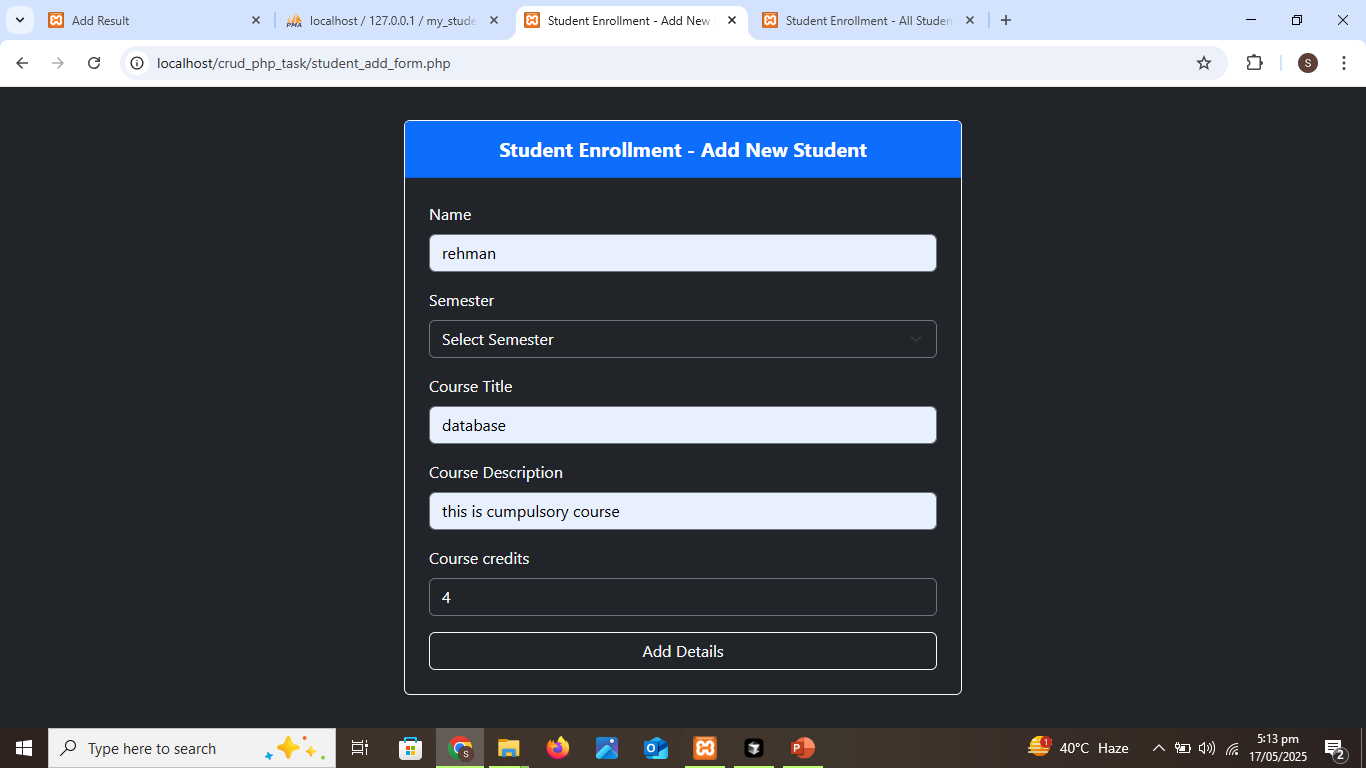 Add Result
localhost / 127.0.0.1 / my_stude
Student Enrollment - Add New
Student Enrollment - All Studen
localhost/crud_php_task/student_add_form.php
S
Student Enrollment - Add New Student
Name
rehman
Semester
Select Semester
Course Title
database
Course Description
this is cumpulsory course
Course credits
4
Add Details
Type here to search
40°C Haze
5:13 pm
17/05/2025
2